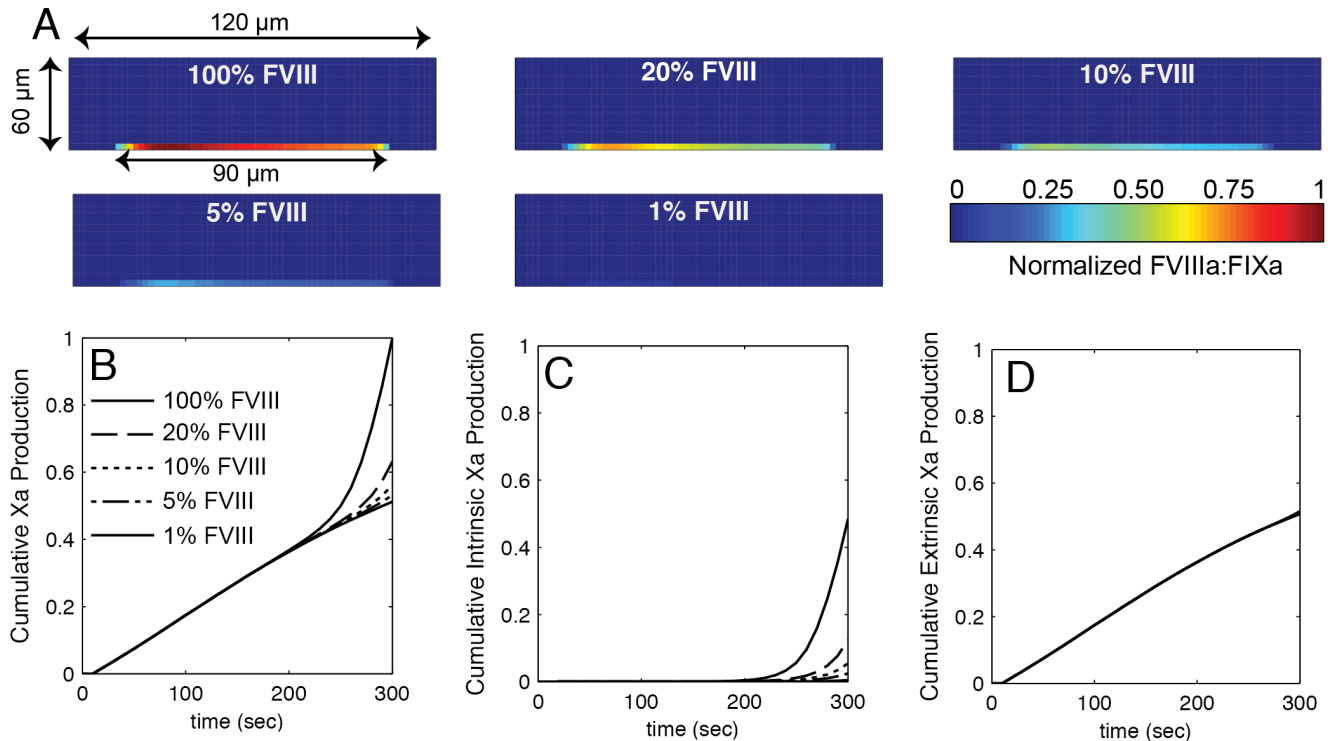 A
120 µm
60 µm
100% FVIII
20% FVIII
10% FVIII
90 µm
5% FVIII
1% FVIII
0 0.25 0.50 0.75 1
Normalized FVIIIa:FIXa
B
Cumulative Xa Production
1
0.8
0.6
0.4
0.2
0
100% FVIII
20% FVIII
10% FVIII
5% FVIII
1% FVIII
0 100 200 300
time (sec)
C
Cumulative Intrinsic Xa Production
1
0.8
0.6
0.4
0.2
0
0 100 200 300
time (sec)
D
Cumulative Extrinsic Xa Production
1
0.8
0.6
0.4
0.2
0
0 100 200 300
time (sec)